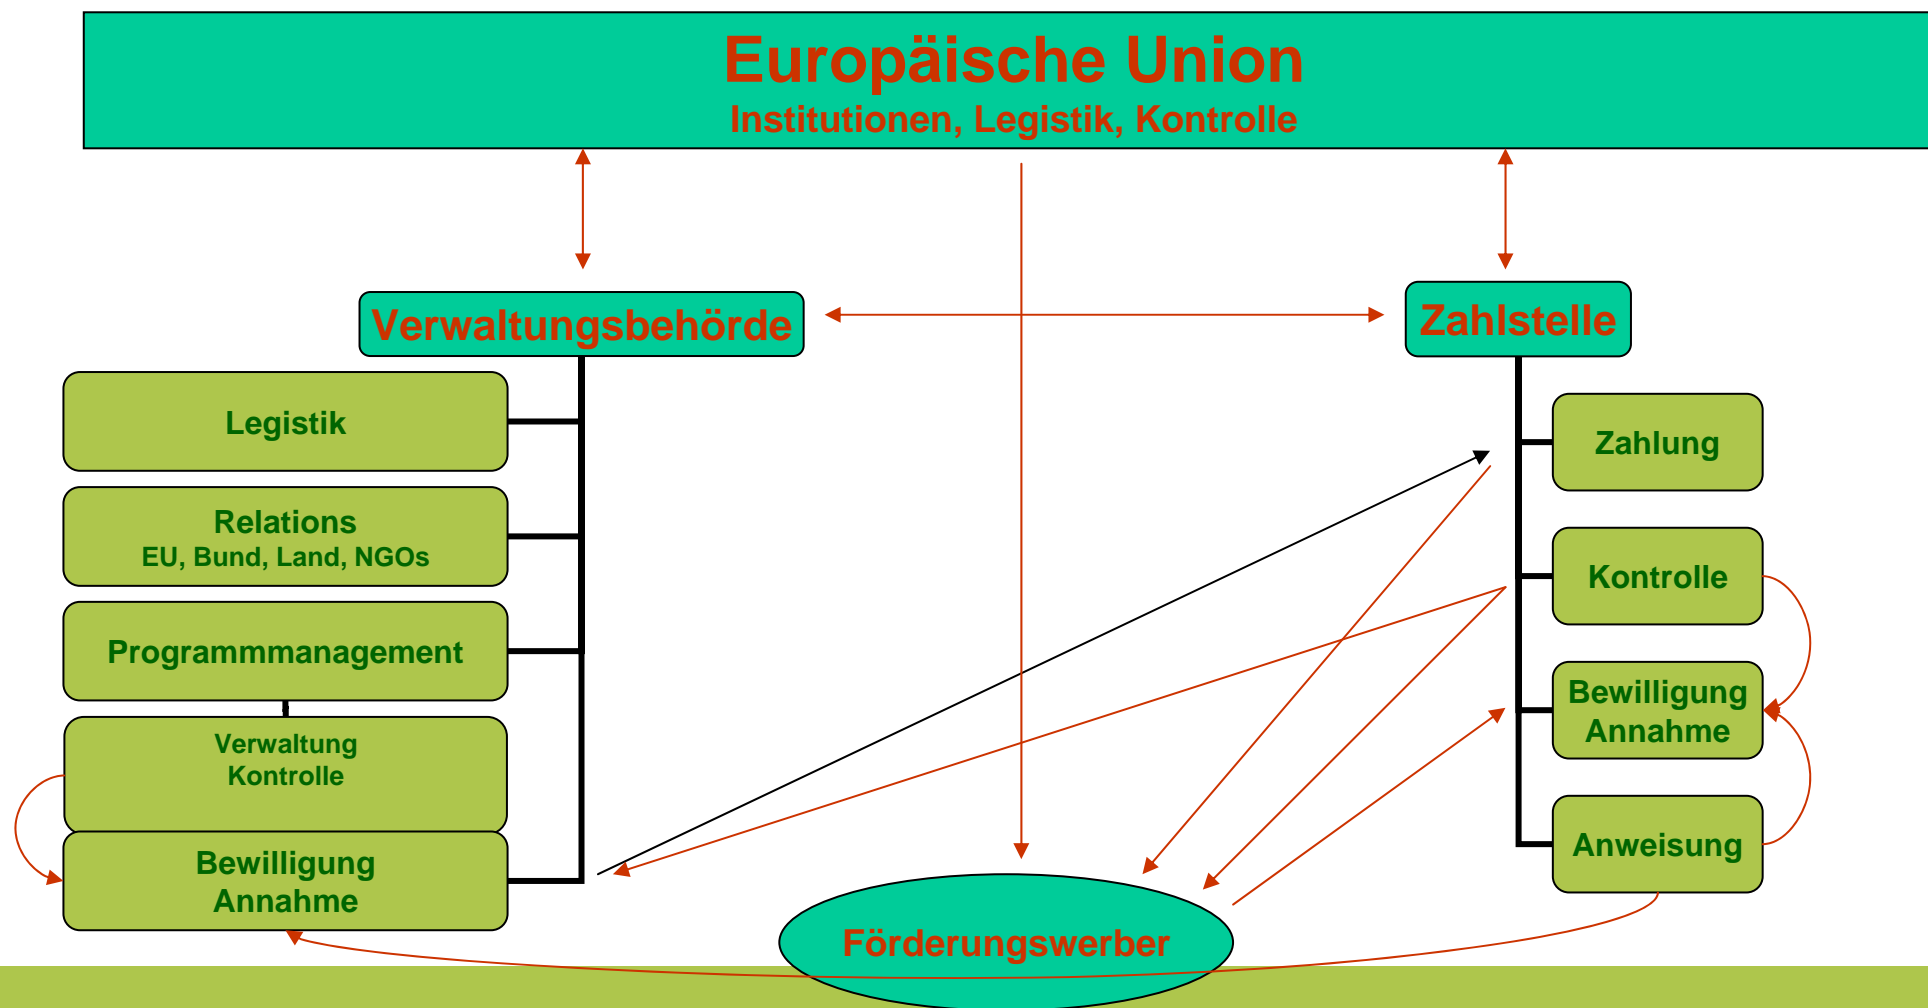 Europäische Union
Institutionen, Legistik, Kontrolle
Verwaltungsbehörde
Zahlstelle
Legistik
Relations
EU, Bund, Land, NGOs
Programmmanagement
Verwaltung
Kontrolle
Bewilligung
Annahme
Zahlung
Kontrolle
Bewilligung
Annahme
Anweisung
Förderungswerber